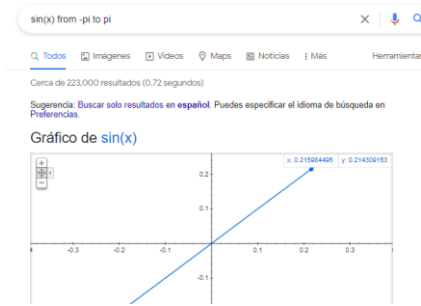 sin(x) from -pi to pi
Todos Imágenes Videos Maps Noticias Más Herramientas
Cerca de 223,000 resultados (0.72 segundos)
Sugerencia: Buscar solo resultados en español. Puedes especificar el idioma de búsqueda en
Preferencias.
Gráfico de sin(x)
x: 0.215984495 y: 0.214309153
0.2
0.1
-0.3 -0.2 -0.1 0.1 0.2 0.3
-0.1